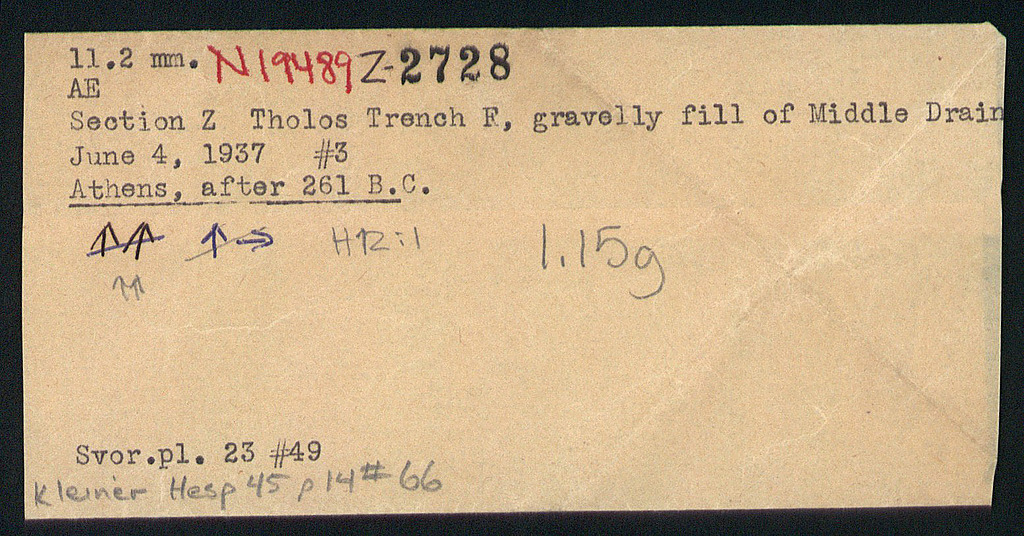 11.2 mm. N19489 Z-2728
AE
Section Z Tholos Trench F, gravelly fill of Middle Drain
June 4, 1937 #3
Athens, after 261 B.C.
↑↑ ↑→ H12:1 1.15g
↑↑
Svor.pl. 23 #49
Kleiner Hesp 45 p 14 # 66